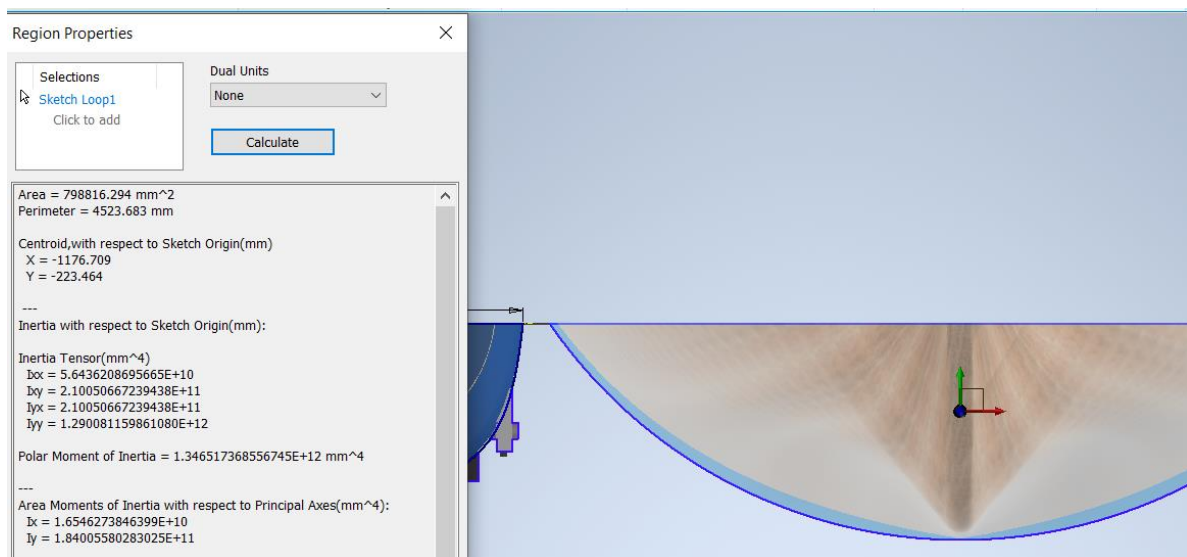 Region Properties
Selections
Sketch Loop1
Click to add
Dual Units
None
Calculate
Area = 798816.294 mm^2
Perimeter = 4523.683 mm
Centroid,with respect to Sketch Origin(mm)
X = -1176.709
Y = -223.464
---
Inertia with respect to Sketch Origin(mm):
Inertia Tensor(mm^4)
Ixx = 5.6436208695665E+10
Ixy = 2.10050667239438E+11
Iyx = 2.10050667239438E+11
Iyy = 1.290081159861080E+12
Polar Moment of Inertia = 1.346517368556745E+12 mm^4
---
Area Moments of Inertia with respect to Principal Axes(mm^4):
Ix = 1.6546273846399E+10
Iy = 1.84005580283025E+11